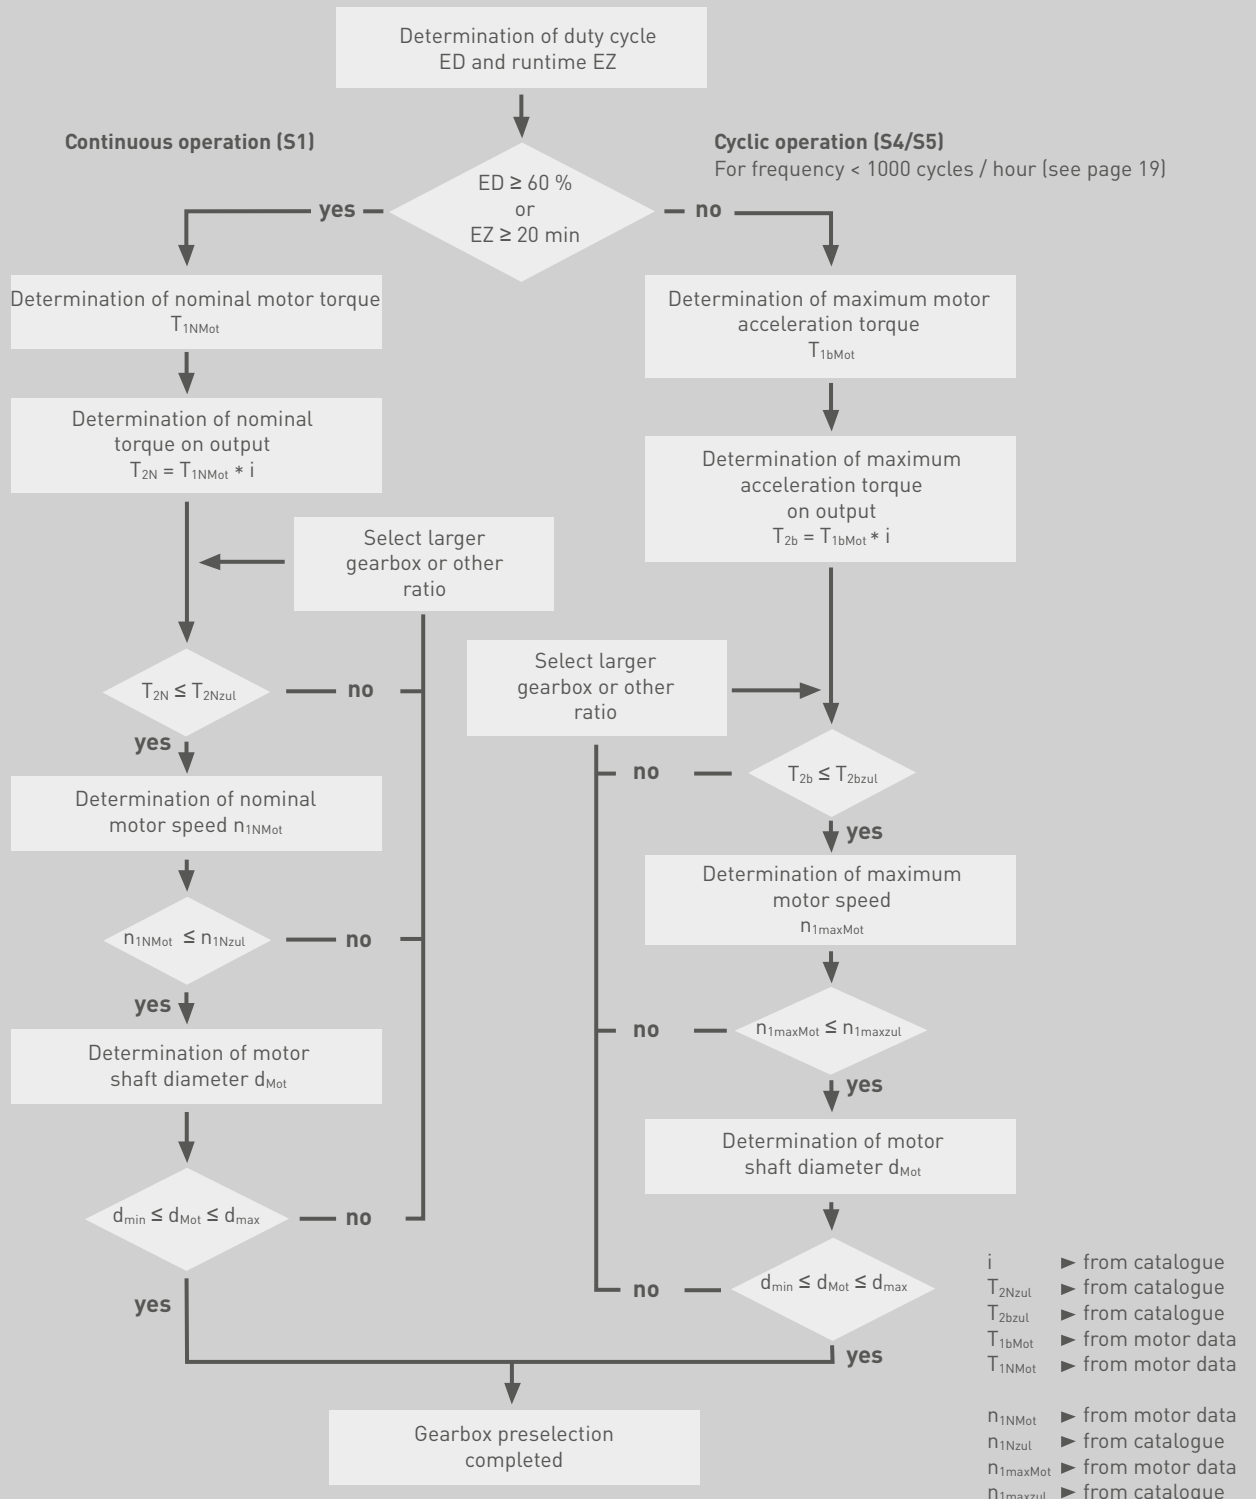 Determination of duty cycle
ED and runtime EZ
Continuous operation (S1)
Cyclic operation (S4/S5)
For frequency < 1000 cycles / hour (see page 19)
ED ≥ 60 %
or
EZ ≥ 20 min
yes
no
Determination of nominal motor torque
T1NMot
Determination of nominal
torque on output
T2N = T1NMot * i
Select larger
gearbox or other
ratio
T2N ≤ T2Nzul
no
yes
Determination of nominal
motor speed n1NMot
n1NMot ≤ n1Nzul
no
yes
Determination of motor
shaft diameter dMot
dmin ≤ dMot ≤ dmax
no
yes
Determination of maximum motor
acceleration torque
T1bMot
Determination of maximum
acceleration torque
on output
T2b = T1bMot * i
Select larger
gearbox or other
ratio
T2b ≤ T2bzul
no
yes
Determination of maximum
motor speed
n1maxMot
n1maxMot ≤ n1maxzul
no
yes
Determination of motor
shaft diameter dMot
dmin ≤ dMot ≤ dmax
no
yes
Gearbox preselection
completed
i ► from catalogue
T2Nzul ► from catalogue
T2bzul ► from catalogue
T1bMot ► from motor data
T1NMot ► from motor data
n1NMot ► from motor data
n1Nzul ► from catalogue
n1maxMot ► from motor data
n1maxzul ► from catalogue